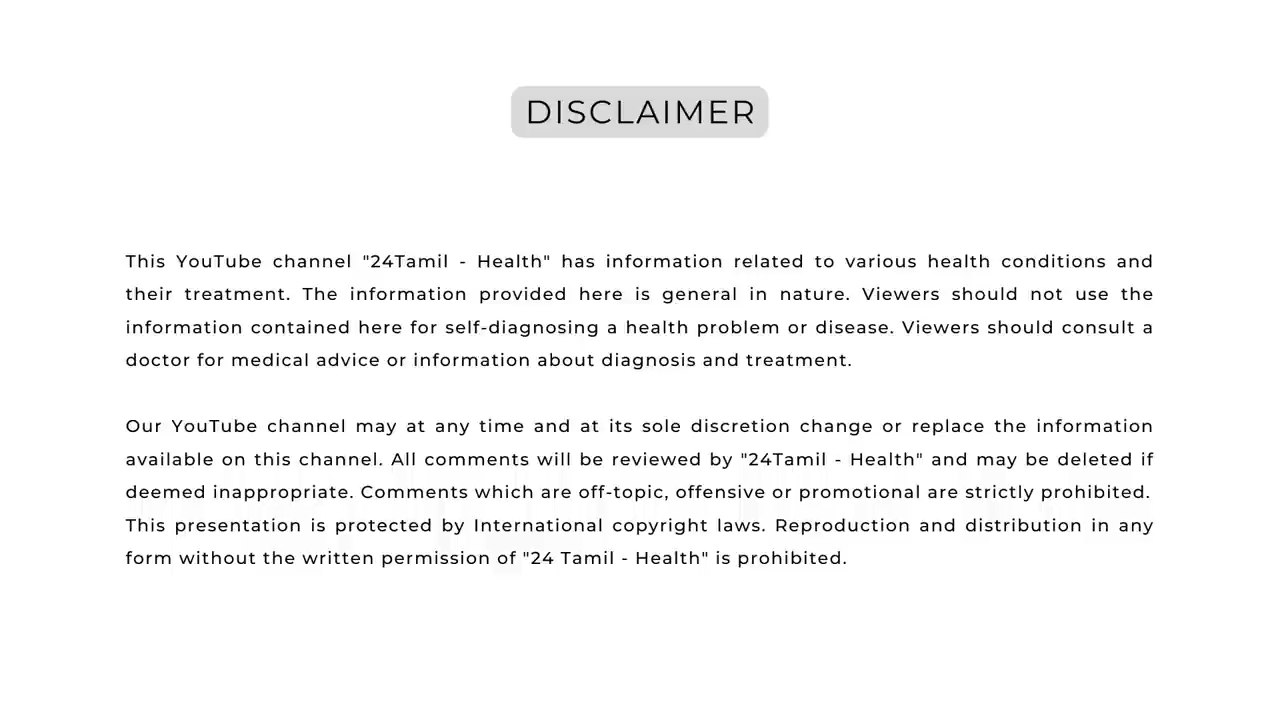 DISCLAIMER
This YouTube channel "24Tamil - Health" has information related to various health conditions and
their treatment. The information provided here is general in nature. Viewers should not use the
information contained here for self-diagnosing a health problem or disease. Viewers should consult a
doctor for medical advice or information about diagnosis and treatment.
Our YouTube channel may at any time and at its sole discretion change or replace the information
available on this channel. All comments will be reviewed by "24Tamil - Health" and may be deleted if
deemed inappropriate. Comments which are off-topic, offensive or promotional are strictly prohibited.
This presentation is protected by International copyright laws. Reproduction and distribution in any
form without the written permission of "24 Tamil - Health" is prohibited.